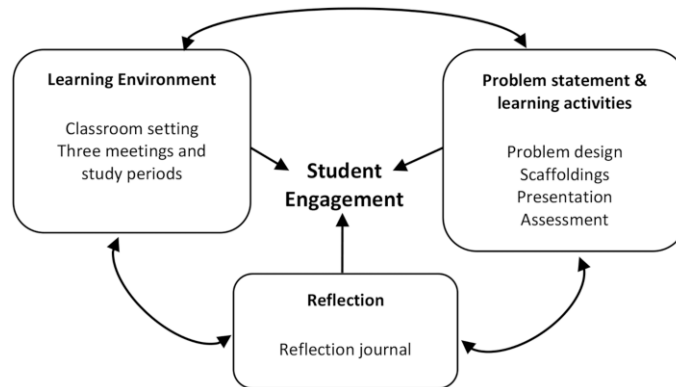 Learning Environment
Classroom setting
Three meetings and
study periods
Problem statement &
learning activities
Problem design
Scaffoldings
Presentation
Assessment
Student
Engagement
Reflection
Reflection journal